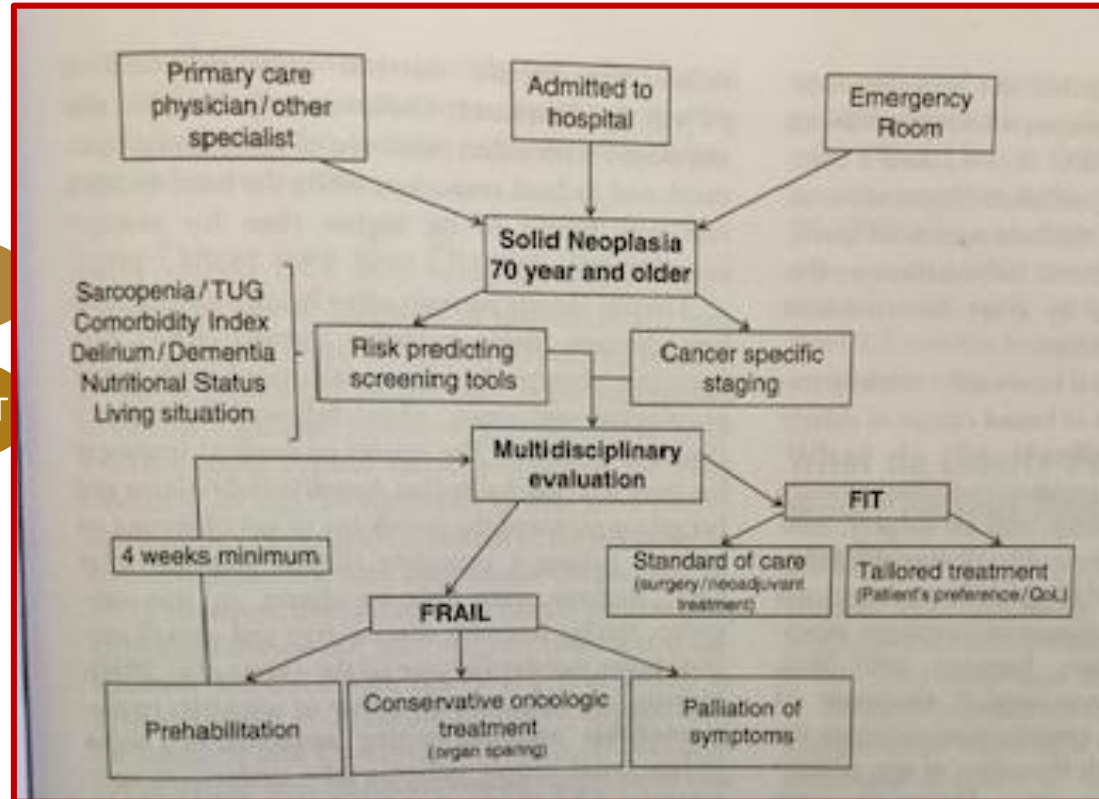 Primary care
physician/other
specialist
Admitted to
hospital
Emergency
Room
Solid Neoplasia
70 year and older
Sarcopenia/TUG
Comorbidity Index
Delirium/Dementia
Nutritional Status
Living situation
Risk predicting
screening tools
Cancer specific
staging
T
Multidisciplinary
evaluation
FIT
4 weeks minimum
Standard of care
(surgery/neoadjuvant
treatment)
Tailored treatment
(Patient's preference/QoL)
FRAIL
Prehabilitation
Conservative oncologic
treatment
(organ sparing)
Palliation of
symptoms